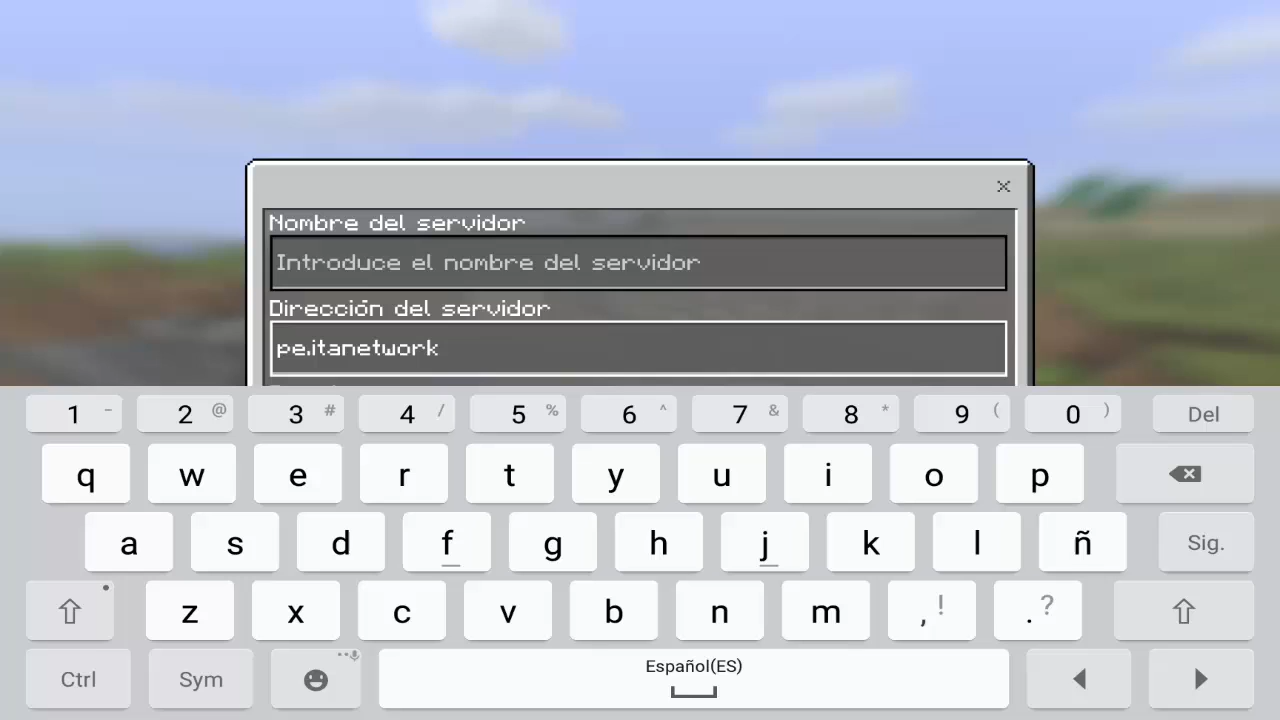 Nombre del servidor
Introduce el nombre del servidor
Dirección del servidor
pe.itanetwork
1 - 2 @ 3 # 4 / 5 % 6 ^ 7 & 8 * 9 ( 0 ) Del
q w e r t y u i o p
a s d f g h j k l ñ Sig.
z x c v b n m , ! . ?
Ctrl Sym Español(ES)